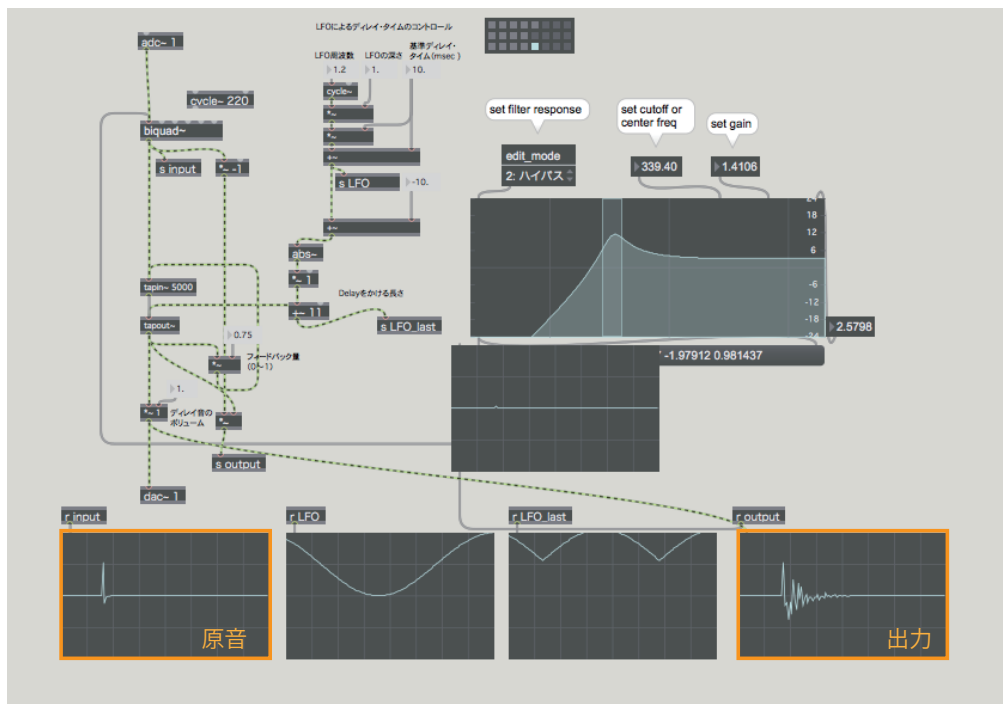 LFOによるディレイ・タイムのコントロール
adc~ 1
LFO周波数
LFOの深さ
基準ディレイ・
タイム(msec )
1.2
1.
10.
cycle~
cycle~ 220
*~
biquad~
*~
s input
*~ -1
+~
s LFO
-10.
+~
abs~
*~ 1
tapin~ 5000
Delayをかける長さ
+~ 11
tapout~
s LFO_last
0.75
*~
フィードバック量
(0~1)
1.
*~ 1
ディレイ音の
ボリューム
*~
s output
dac~ 1
set filter response
set cutoff or
center freq
set gain
edit_mode
2: ハイパス
339.40
1.4106
24
18
12
6
-6
-12
-18
-24
2.5798
-1.97912 0.981437
r input
r LFO
r LFO_last
r output
原音
出力